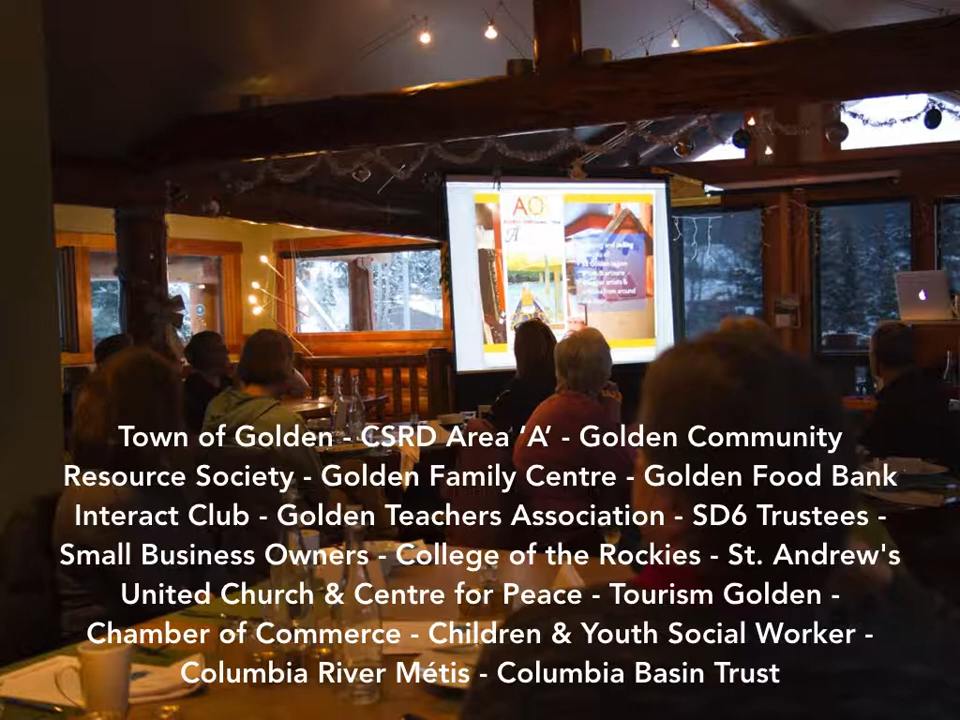 AO
Town of Golden - CSRD Area ‘A’ - Golden Community
Resource Society - Golden Family Centre - Golden Food Bank
Interact Club - Golden Teachers Association - SD6 Trustees -
Small Business Owners - College of the Rockies - St. Andrew's
United Church & Centre for Peace - Tourism Golden -
Chamber of Commerce - Children & Youth Social Worker -
Columbia River Métis - Columbia Basin Trust